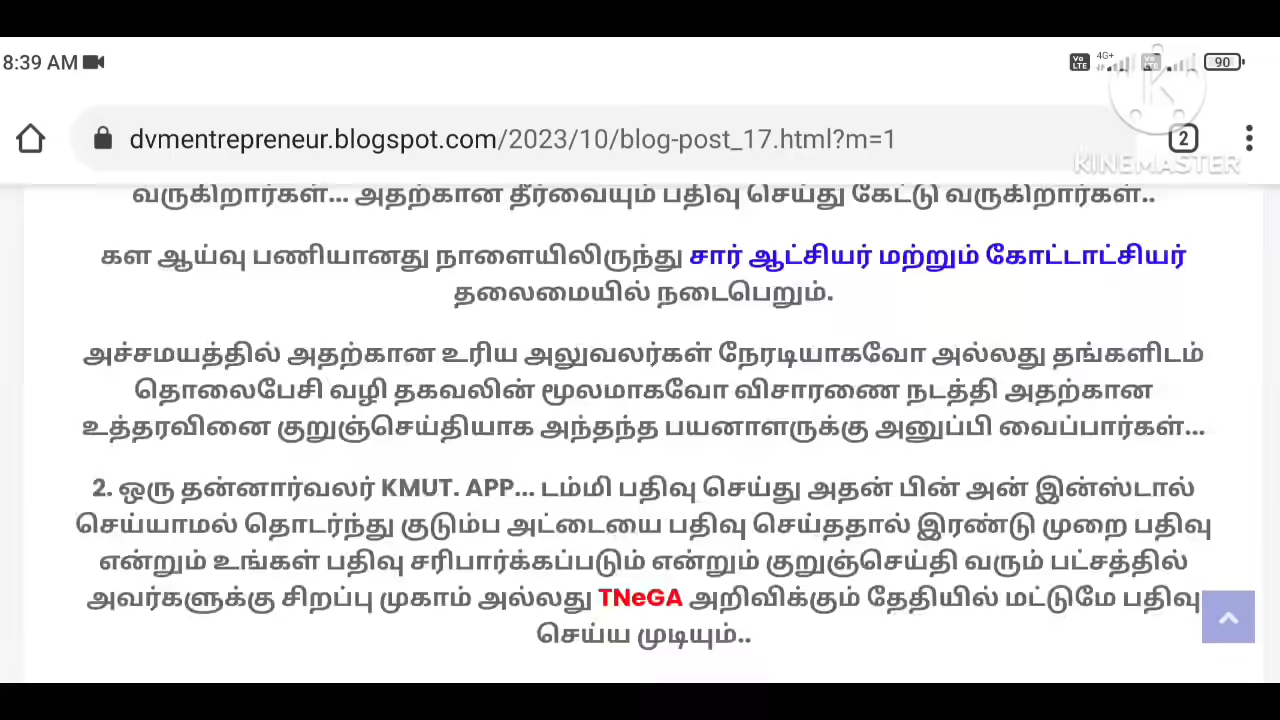 8:39 AM
Vo LTE 4G+ Vo LTE 90
dvmentrepreneur.blogspot.com/2023/10/blog-post_17.html?m=1
2
KINEMASTER
வருகிறார்கள்... அதற்கான தீர்வையும் பதிவு செய்து கேட்டு வருகிறார்கள்..
கள ஆய்வு பணியானது நாளையிலிருந்து சார் ஆட்சியர் மற்றும் கோட்டாட்சியர்
தலைமையில் நடைபெறும்.
அச்சமயத்தில் அதற்கான உரிய அலுவலர்கள் நேரடியாகவோ அல்லது தங்களிடம்
தொலைபேசி வழி தகவலின் மூலமாகவோ விசாரணை நடத்தி அதற்கான
உத்தரவினை குறுஞ்செய்தியாக அந்தந்த பயனாளருக்கு அனுப்பி வைப்பார்கள்...
2. ஒரு தன்னார்வலர் KMUT. APP... டம்மி பதிவு செய்து அதன் பின் அன் இன்ஸ்டால்
செய்யாமல் தொடர்ந்து குடும்ப அட்டையை பதிவு செய்ததால் இரண்டு முறை பதிவு
என்றும் உங்கள் பதிவு சரிபார்க்கப்படும் என்றும் குறுஞ்செய்தி வரும் பட்சத்தில்
அவர்களுக்கு சிறப்பு முகாம் அல்லது TNeGA அறிவிக்கும் தேதியில் மட்டுமே பதிவு
செய்ய முடியும்..